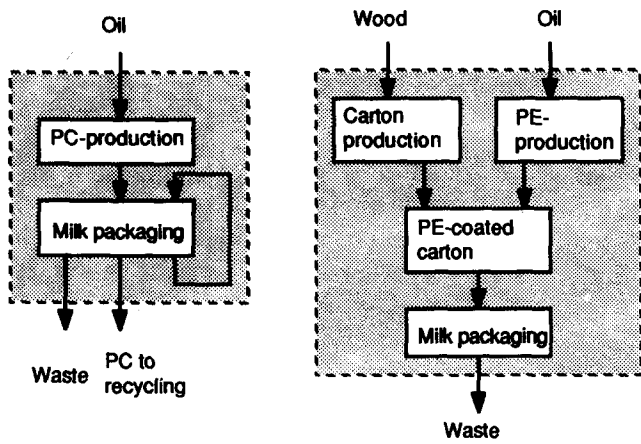 Oil
PC-production
Milk packaging
Waste
PC to
recycling
Wood
Oil
Carton
production
PE-
production
PE-coated
carton
Milk packaging
Waste